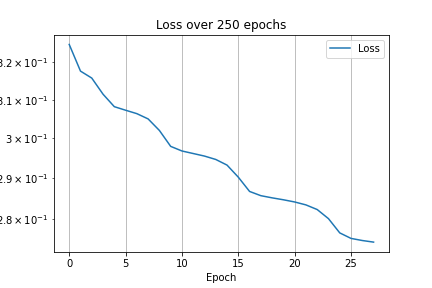 Loss over 250 epochs
Loss
3.2 × 10⁻¹
3.1 × 10⁻¹
3 × 10⁻¹
2.9 × 10⁻¹
2.8 × 10⁻¹
0 5 10 15 20 25
Epoch